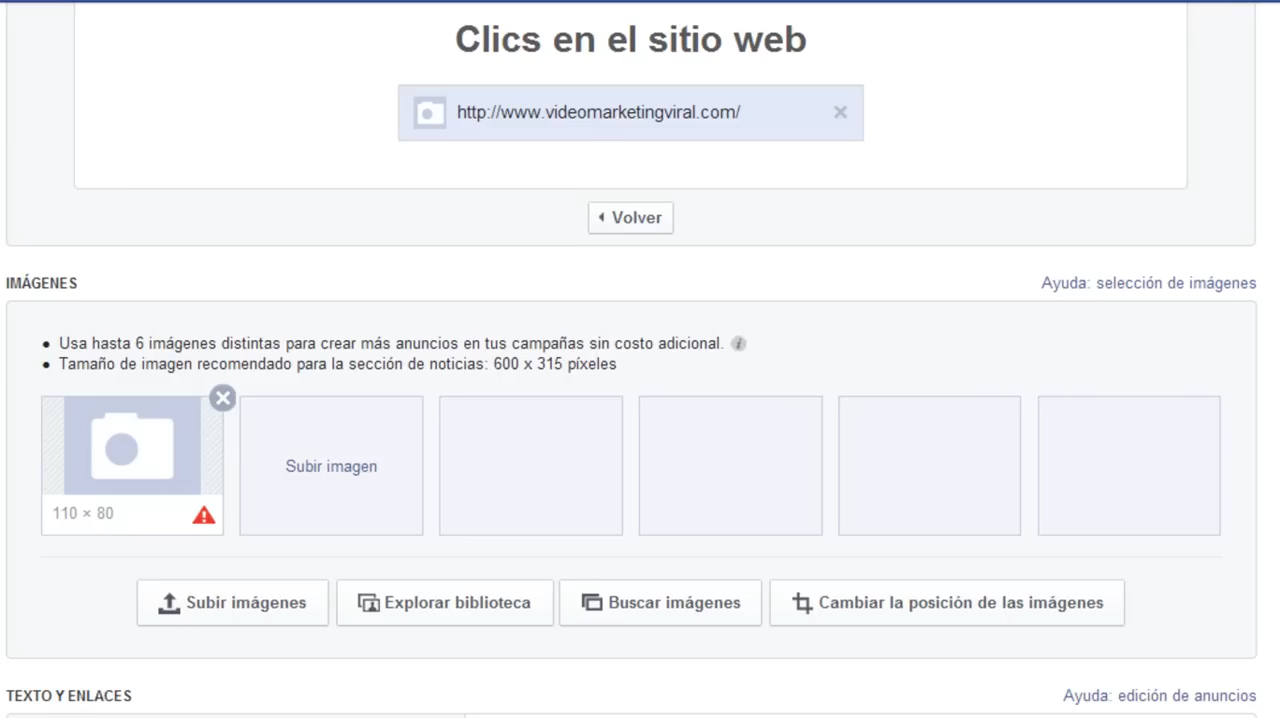 Clics en el sitio web
http://www.videomarketingviral.com/
Volver
IMÁGENES
Ayuda: selección de imágenes
Usa hasta 6 imágenes distintas para crear más anuncios en tus campañas sin costo adicional.
Tamaño de imagen recomendado para la sección de noticias: 600 x 315 píxeles
Subir imagen
110 × 80
Subir imágenes
Explorar biblioteca
Buscar imágenes
Cambiar la posición de las imágenes
TEXTO Y ENLACES
Ayuda: edición de anuncios